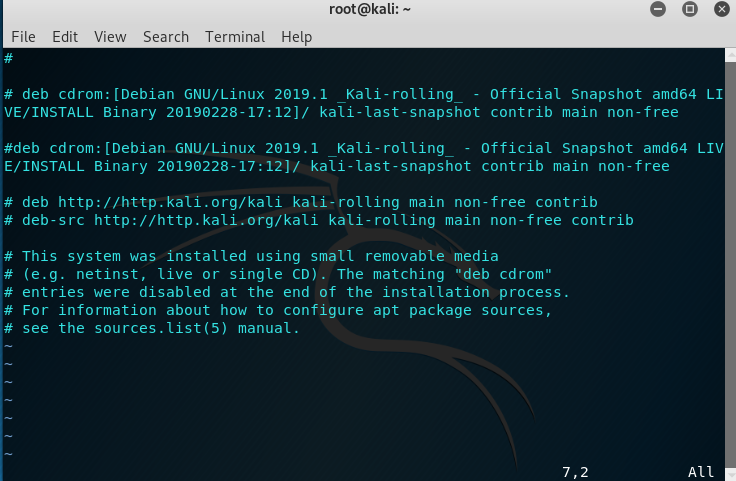 root@kali: ~
File Edit View Search Terminal Help
#
# deb cdrom:[Debian GNU/Linux 2019.1 _Kali-rolling_ - Official Snapshot amd64 LI
VE/INSTALL Binary 20190228-17:12]/ kali-last-snapshot contrib main non-free
#deb cdrom:[Debian GNU/Linux 2019.1 _Kali-rolling_ - Official Snapshot amd64 LIV
E/INSTALL Binary 20190228-17:12]/ kali-last-snapshot contrib main non-free
# deb http://http.kali.org/kali kali-rolling main non-free contrib
# deb-src http://http.kali.org/kali kali-rolling main non-free contrib
# This system was installed using small removable media
# (e.g. netinst, live or single CD). The matching "deb cdrom"
# entries were disabled at the end of the installation process.
# For information about how to configure apt package sources,
# see the sources.list(5) manual.
~
~
~
~
~
~
~
7,2 All